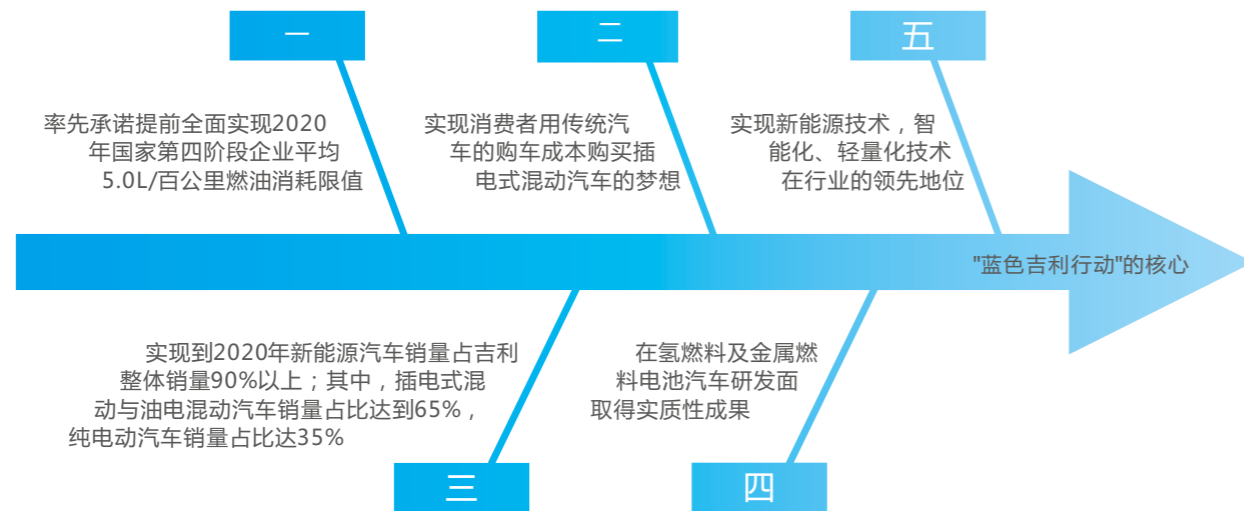 一
率先承诺提前全面实现2020
年国家第四阶段企业平均
5.0L/百公里燃油消耗限值
二
实现消费者用传统汽
车的购车成本购买插
电式混动汽车的梦想
五
实现新能源技术，智
能化、轻量化技术
在行业的领先地位
"蓝色吉利行动"的核心
实现到2020年新能源汽车销量占吉利
整体销量90%以上；其中，插电式混
动与油电混动汽车销量占比达到65%，
纯电动汽车销量占比达35%
三
在氢燃料及金属燃
料电池汽车研发面
取得实质性成果
四